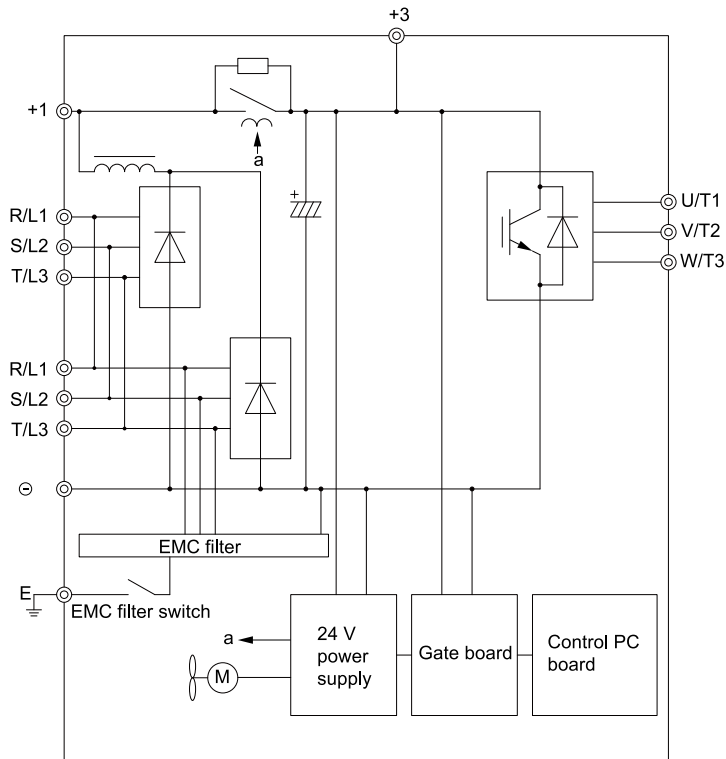 +3
+1
a
+
R/L1
S/L2
T/L3
U/T1
V/T2
W/T3
R/L1
S/L2
T/L3
⊖
EMC filter
E
EMC filter switch
a
M
24 V
power
supply
Gate board
Control PC
board